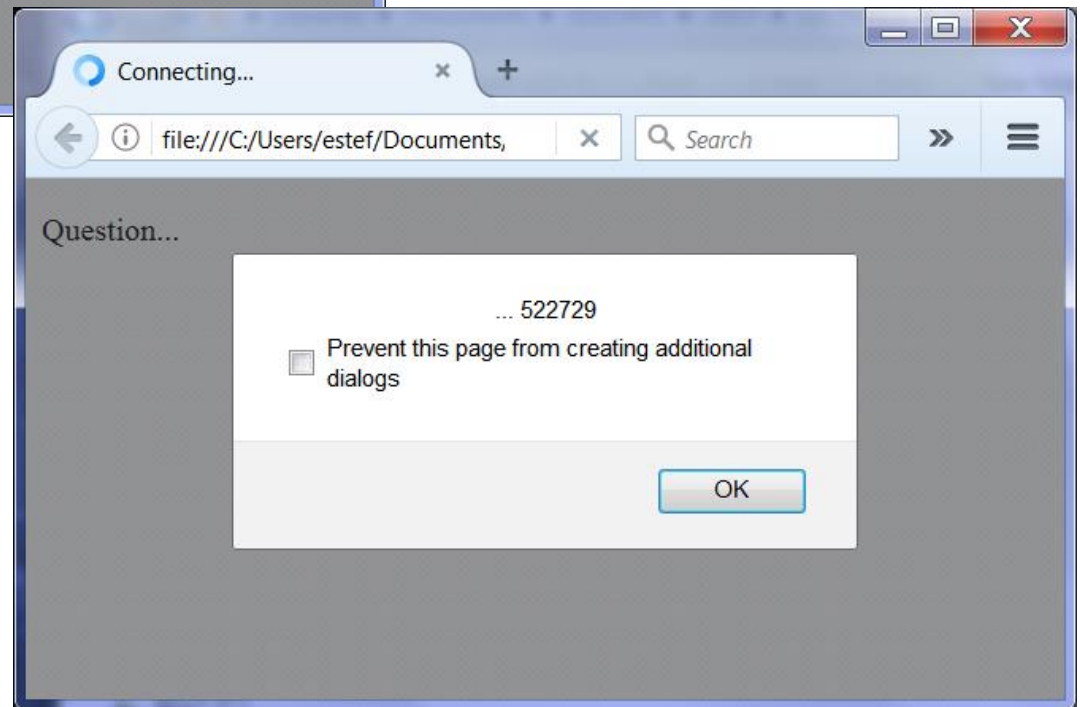 Connecting...
file:///C:/Users/estef/Documents,
Search
Question...
... 522729
Prevent this page from creating additional
dialogs
OK